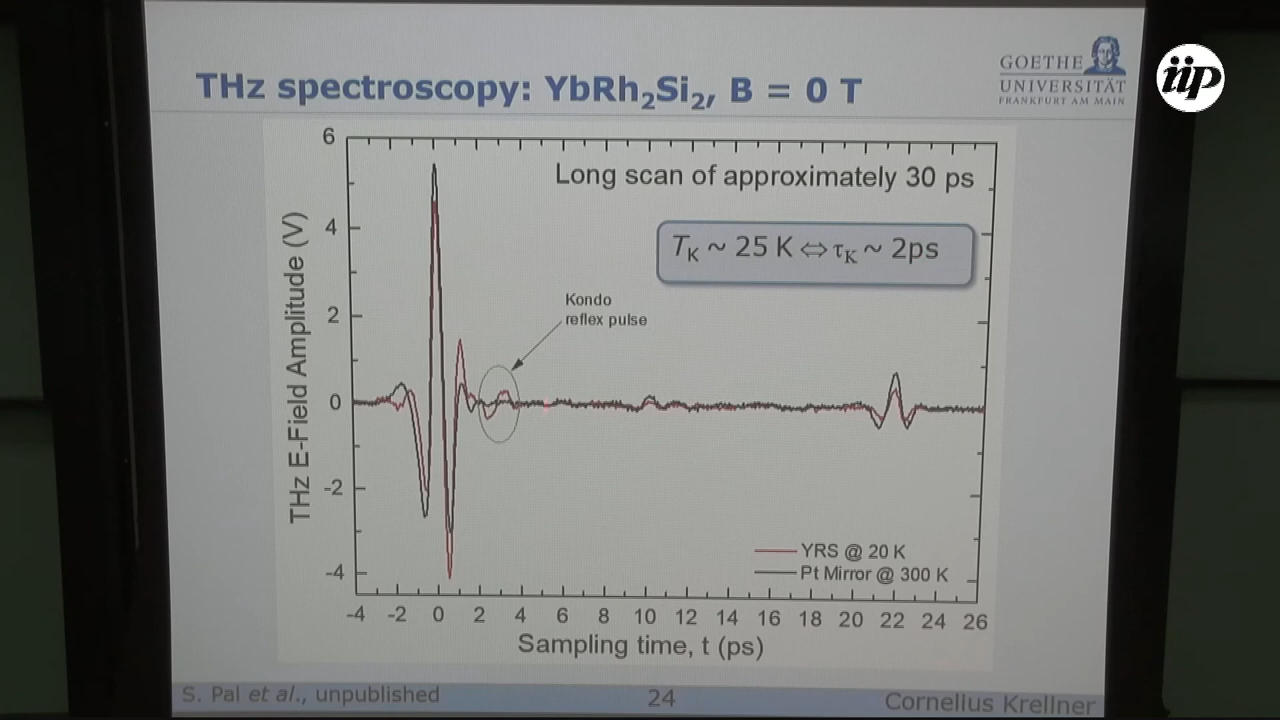 THz spectroscopy: YbRh₂Si₂, B = 0 T
GOETHE
UNIVERSITÄT
FRANKFURT AM MAIN
iip
Long scan of approximately 30 ps
T_K ~ 25 K ⇔ τ_K ~ 2ps
Kondo
reflex pulse
THz E-Field Amplitude (V)
6
4
2
0
-2
-4
YRS @ 20 K
Pt Mirror @ 300 K
-4 -2 0 2 4 6 8 10 12 14 16 18 20 22 24 26
Sampling time, t (ps)
S. Pal et al., unpublished
24
Cornelius Krellner